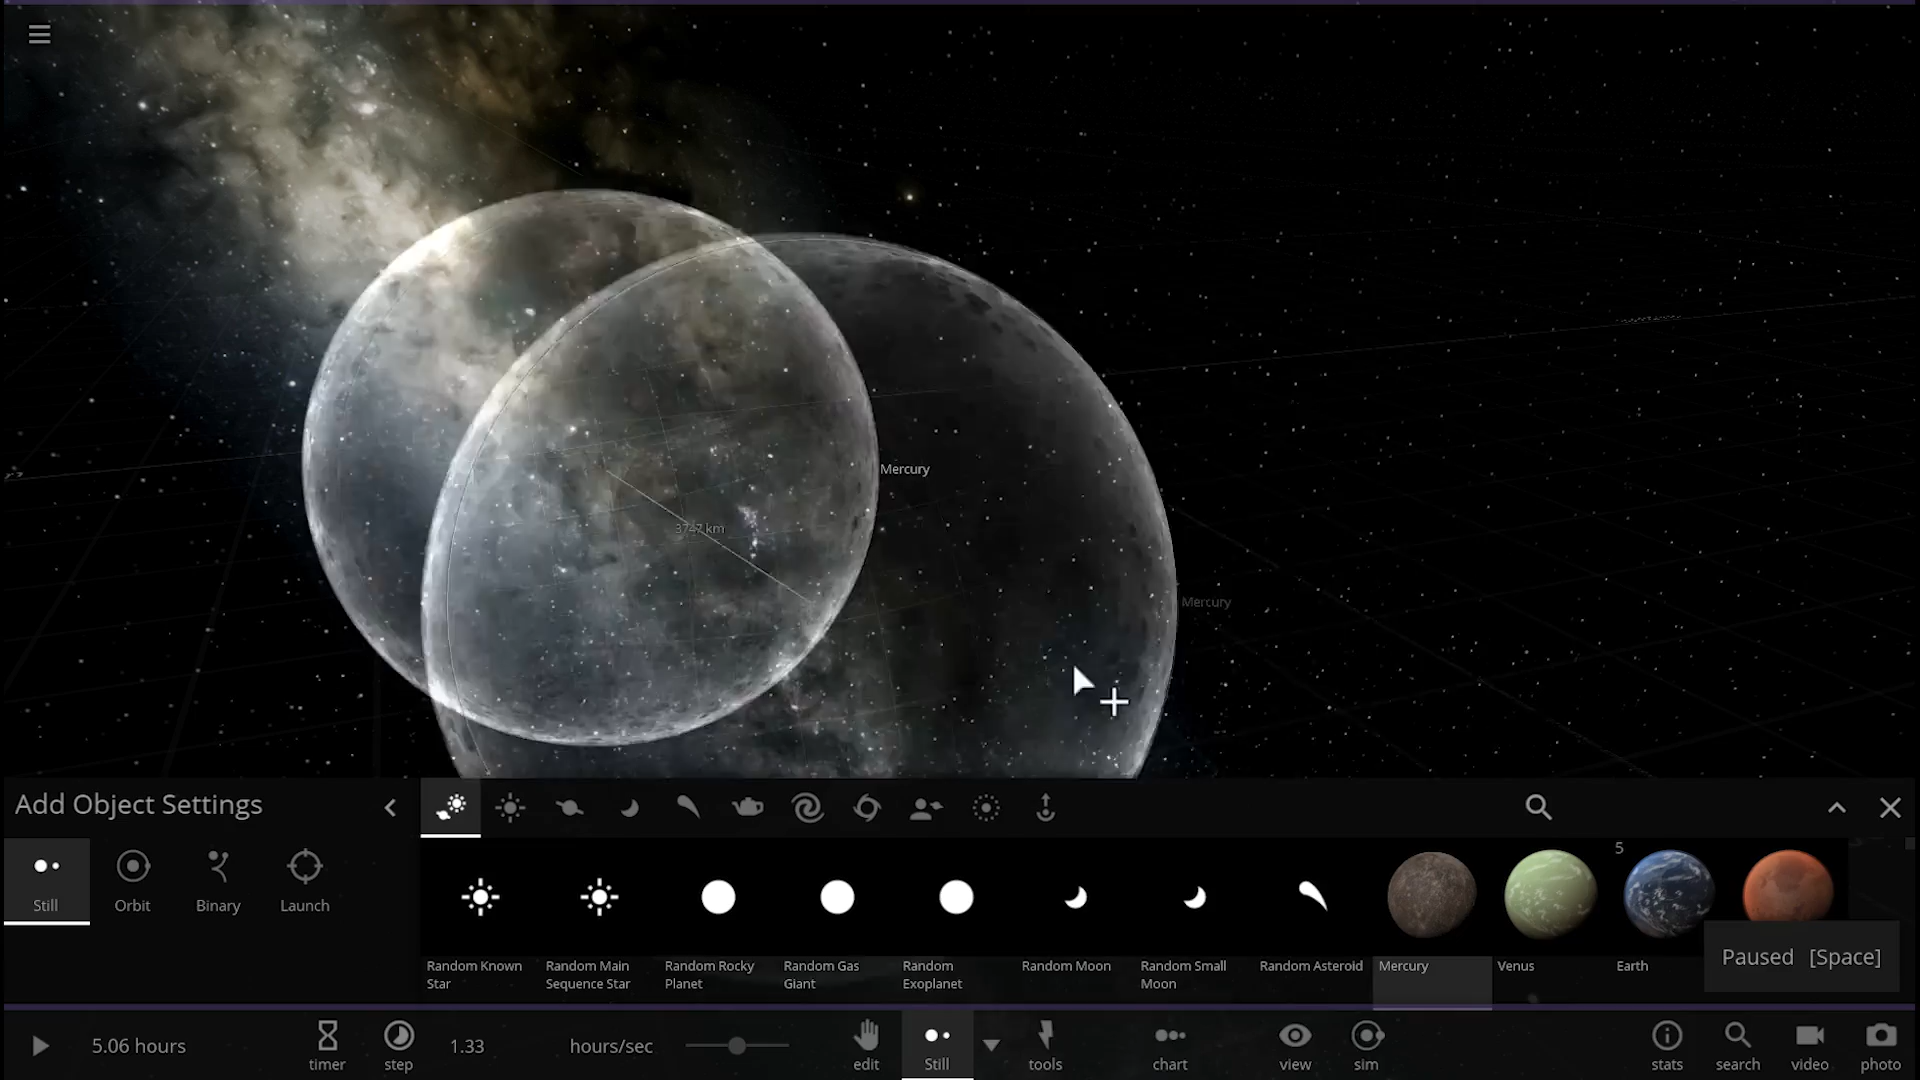 Mercury
3747 km
Mercury
Add Object Settings
Still
Orbit
Binary
Launch
5
Random Known
Star
Random Main
Sequence Star
Random Rocky
Planet
Random Gas
Giant
Random
Exoplanet
Random Moon
Random Small
Moon
Random Asteroid
Mercury
Venus
Earth
Paused [Space]
5.06 hours
timer
step
1.33
hours/sec
edit
Still
tools
chart
view
sim
stats
search
video
photo